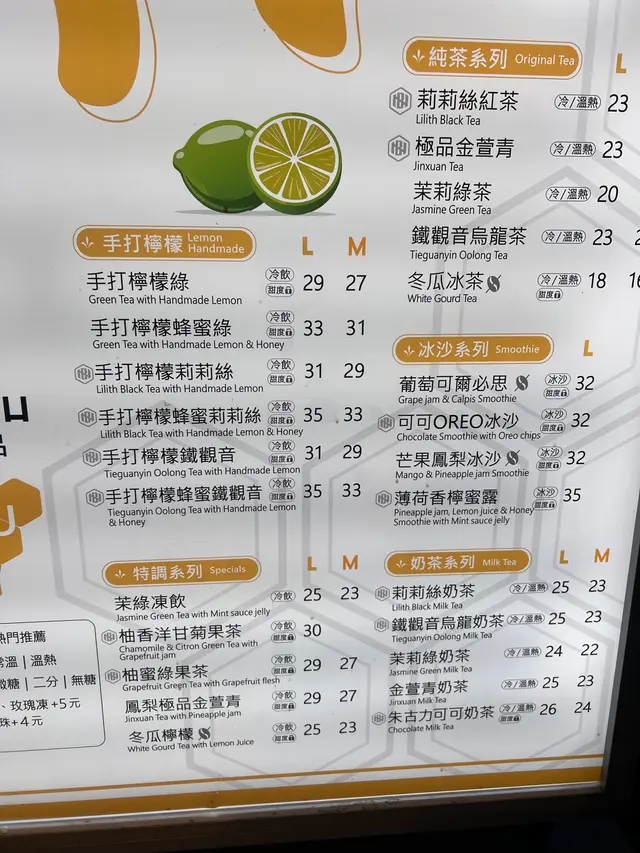 手打檸檬 Lemon Handmade L M
手打檸檬綠 冷飲 甜度 29 27
Green Tea with Handmade Lemon
手打檸檬蜂蜜綠 冷飲 甜度 33 31
Green Tea with Handmade Lemon & Honey
手打檸檬莉莉絲 冷飲 甜度 31 29
Lilith Black Tea with Handmade Lemon
手打檸檬蜂蜜莉莉絲 冷飲 甜度 35 33
Lilith Black Tea with Handmade Lemon & Honey
手打檸檬鐵觀音 冷飲 甜度 31 29
Tieguanyin Oolong Tea with Handmade Lemon
手打檸檬蜂蜜鐵觀音 冷飲 甜度 35 33
Tieguanyin Oolong Tea with Handmade Lemon
& Honey
特調系列 Specials L M
茉綠凍飲 冷飲 25 23
Jasmine Green Tea with Mint sauce jelly
柚香洋甘菊果茶 冷飲 甜度 30
Chamomile & Citron Green Tea with
Grapefruit jam
柚蜜綠果茶 冷飲 甜度 29 27
Grapefruit Green Tea with Grapefruit flesh
鳳梨極品金萱青 冷飲 甜度 29 27
Jinxuan Tea with Pineapple jam
冬瓜檸檬 冷飲 甜度 25 23
White Gourd Tea with Lemon Juice
純茶系列 Original Tea L
莉莉絲紅茶 冷/溫熱 23
Lilith Black Tea
極品金萱青 冷/溫熱 23
Jinxuan Tea
茉莉綠茶 冷/溫熱 20
Jasmine Green Tea
鐵觀音烏龍茶 冷/溫熱 23 2
Tieguanyin Oolong Tea
冬瓜冰茶 冷/溫熱 甜度 18 16
White Gourd Tea
冰沙系列 Smoothie L
葡萄可爾必思 冰沙 甜度 32
Grape jam & Calpis Smoothie
可可OREO冰沙 冰沙 甜度 32
Chocolate Smoothie with Oreo chips
芒果鳳梨冰沙 冰沙 甜度 32
Mango & Pineapple jam Smoothie
薄荷香檸蜜露 冰沙 甜度 35
Pineapple jam, Lemon juice & Honey
Smoothie with Mint sauce jelly
奶茶系列 Milk Tea L M
莉莉絲奶茶 冷/溫熱 25 23
Lilith Black Milk Tea
鐵觀音烏龍奶茶 冷/溫熱 25 23
Tieguanyin Oolong Milk Tea
茉莉綠奶茶 冷/溫熱 24 22
Jasmine Green Milk Tea
金萱青奶茶 冷/溫熱 25 23
Jinxuan Milk Tea
朱古力可可奶茶 冷/溫熱 甜度 26 24
Chocolate Milk Tea
熱門推薦
常溫 | 溫熱
微糖 | 二分 | 無糖
、玫瑰凍 +5元
珠+4元